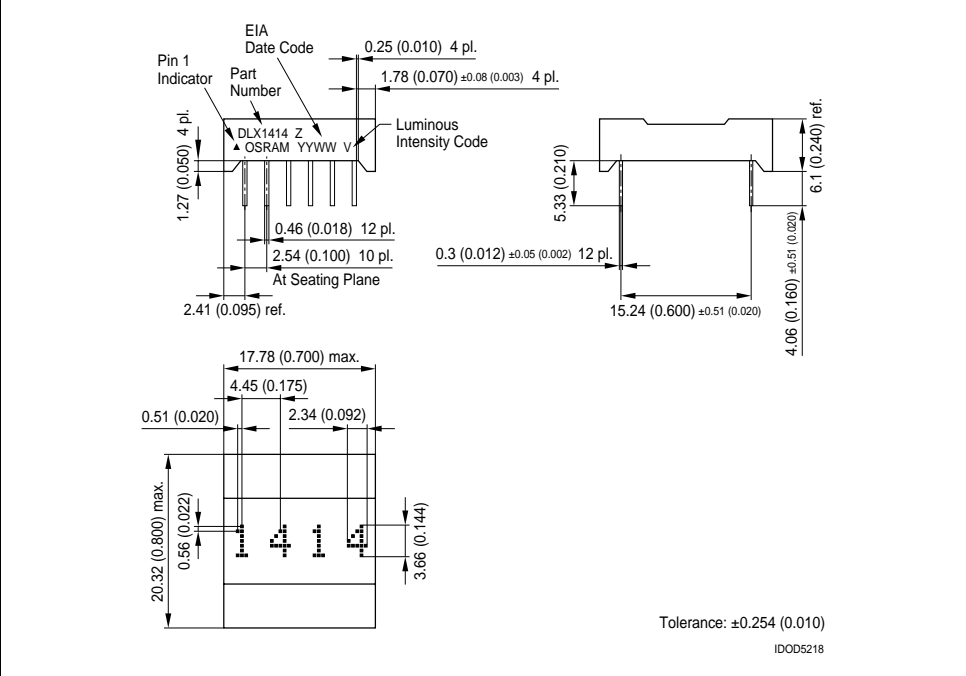 EIA
Date Code
0.25 (0.010) 4 pl.
Pin 1
Indicator
Part
Number
1.78 (0.070) ±0.08 (0.003) 4 pl.
DLX1414 Z
▲ OSRAM YYWW V
Luminous
Intensity Code
1.27 (0.050) 4 pl.
0.46 (0.018) 12 pl.
2.54 (0.100) 10 pl.
At Seating Plane
2.41 (0.095) ref.
5.33 (0.210)
6.1 (0.240) ref.
0.3 (0.012) ±0.05 (0.002) 12 pl.
15.24 (0.600) ±0.51 (0.020)
4.06 (0.160) ±0.51 (0.020)
17.78 (0.700) max.
4.45 (0.175)
0.51 (0.020)
2.34 (0.092)
20.32 (0.800) max.
0.56 (0.022)
1414
3.66 (0.144)
Tolerance: ±0.254 (0.010)
IDOD5218